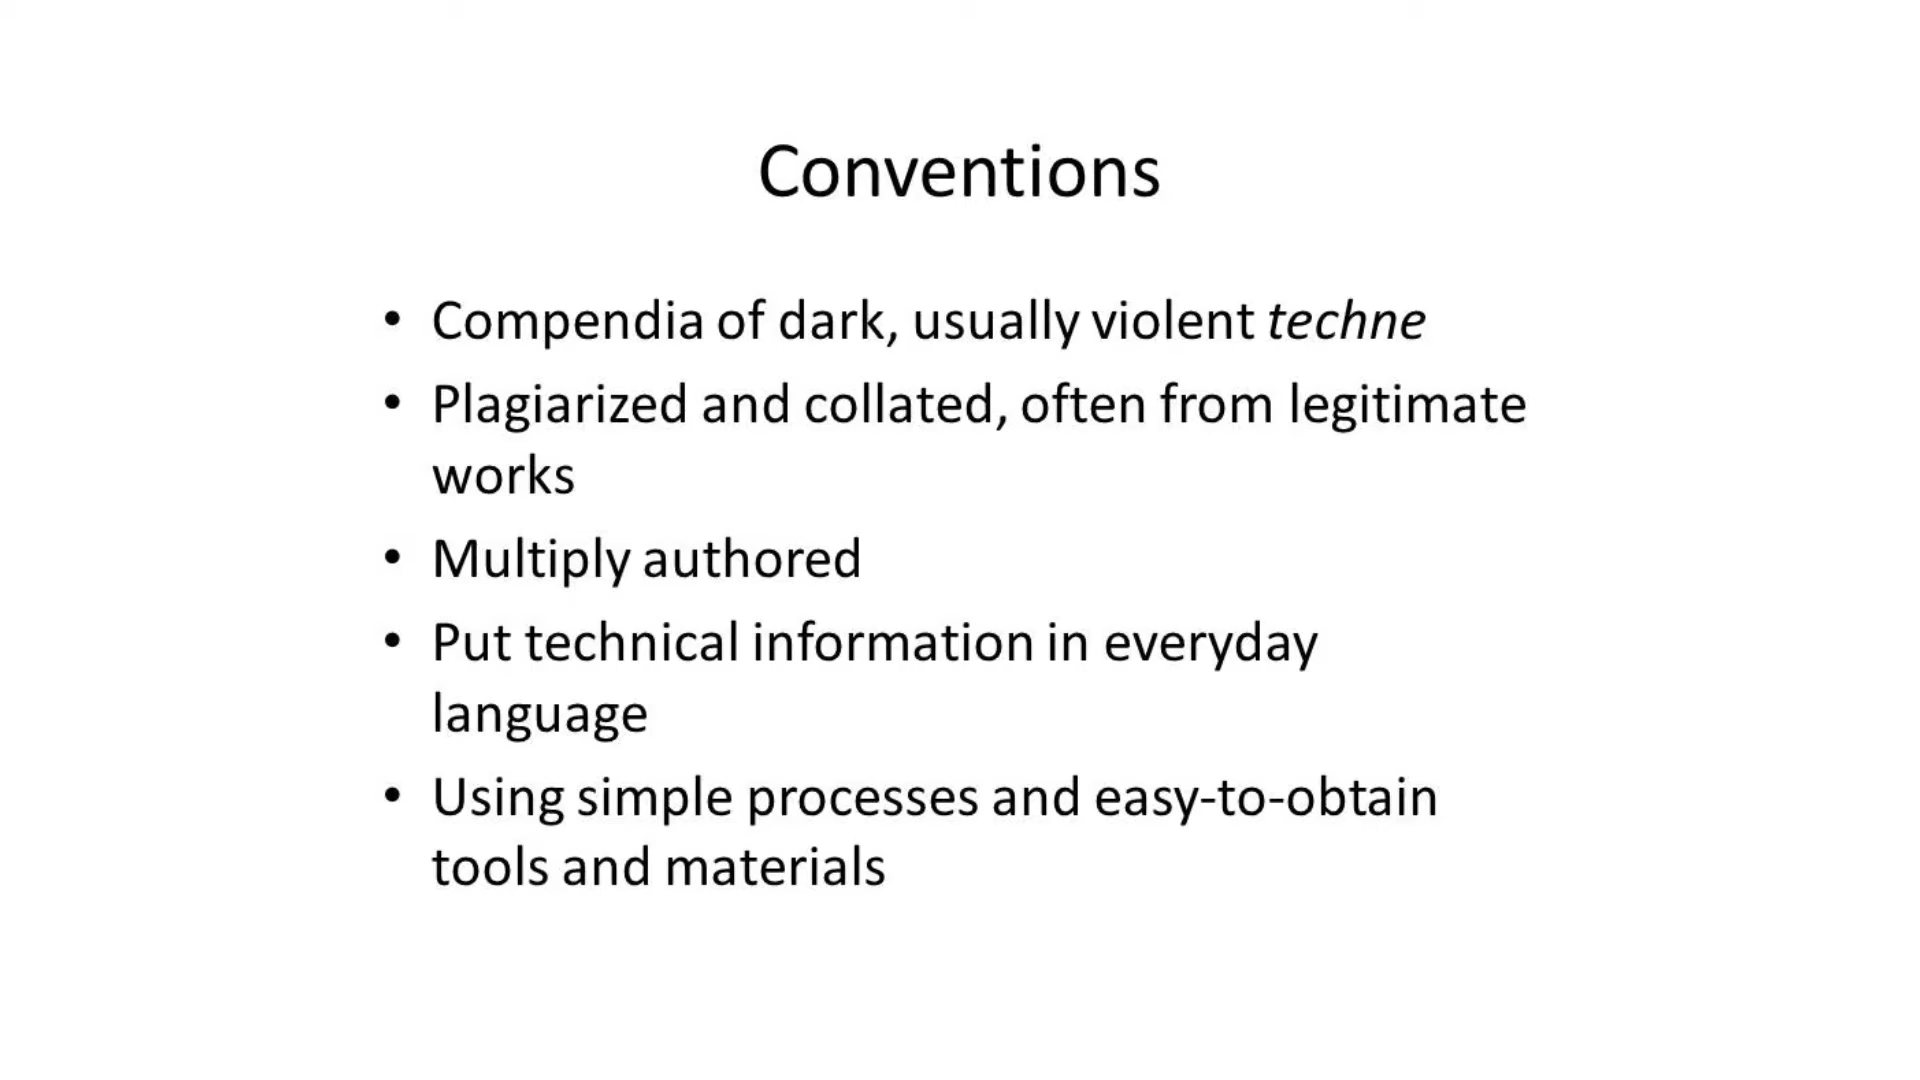 Conventions
• Compendia of dark, usually violent techne
• Plagiarized and collated, often from legitimate
works
• Multiply authored
• Put technical information in everyday
language
• Using simple processes and easy-to-obtain
tools and materials